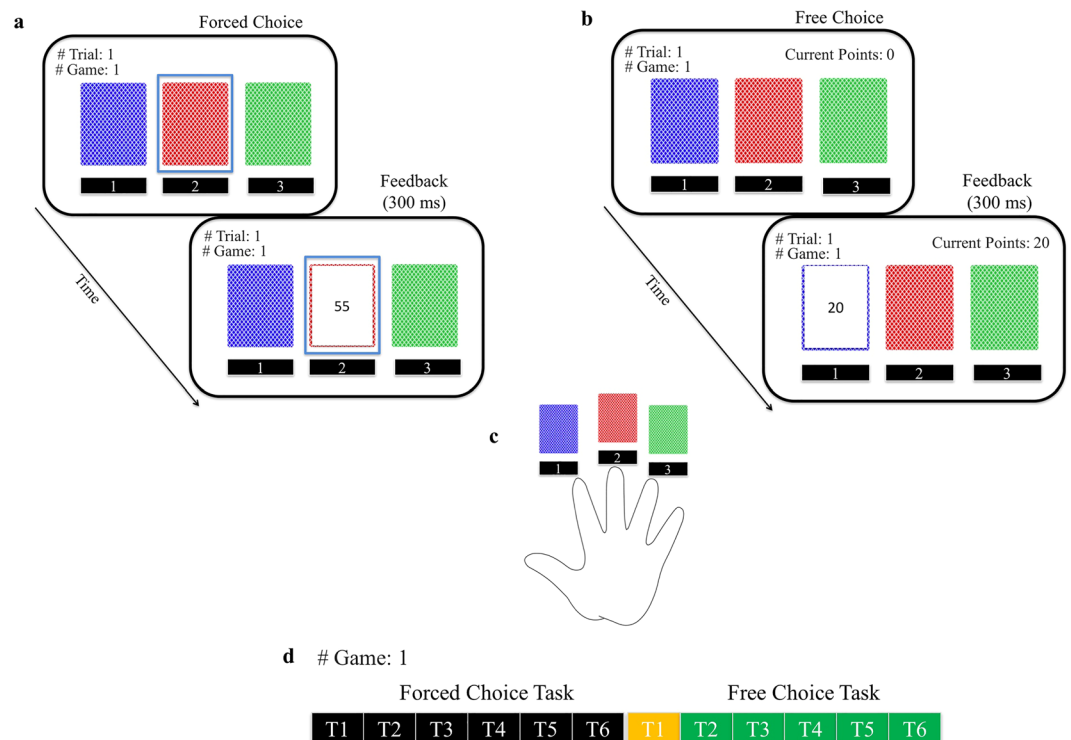 a
Forced Choice
# Trial: 1
# Game: 1
1 2 3
Feedback
(300 ms)
# Trial: 1
# Game: 1
55
1 2 3
Time
b
Free Choice
# Trial: 1
# Game: 1
Current Points: 0
1 2 3
Feedback
(300 ms)
# Trial: 1
# Game: 1
Current Points: 20
20
1 2 3
Time
c
1 2 3
d # Game: 1
Forced Choice Task Free Choice Task
T1 T2 T3 T4 T5 T6 T1 T2 T3 T4 T5 T6